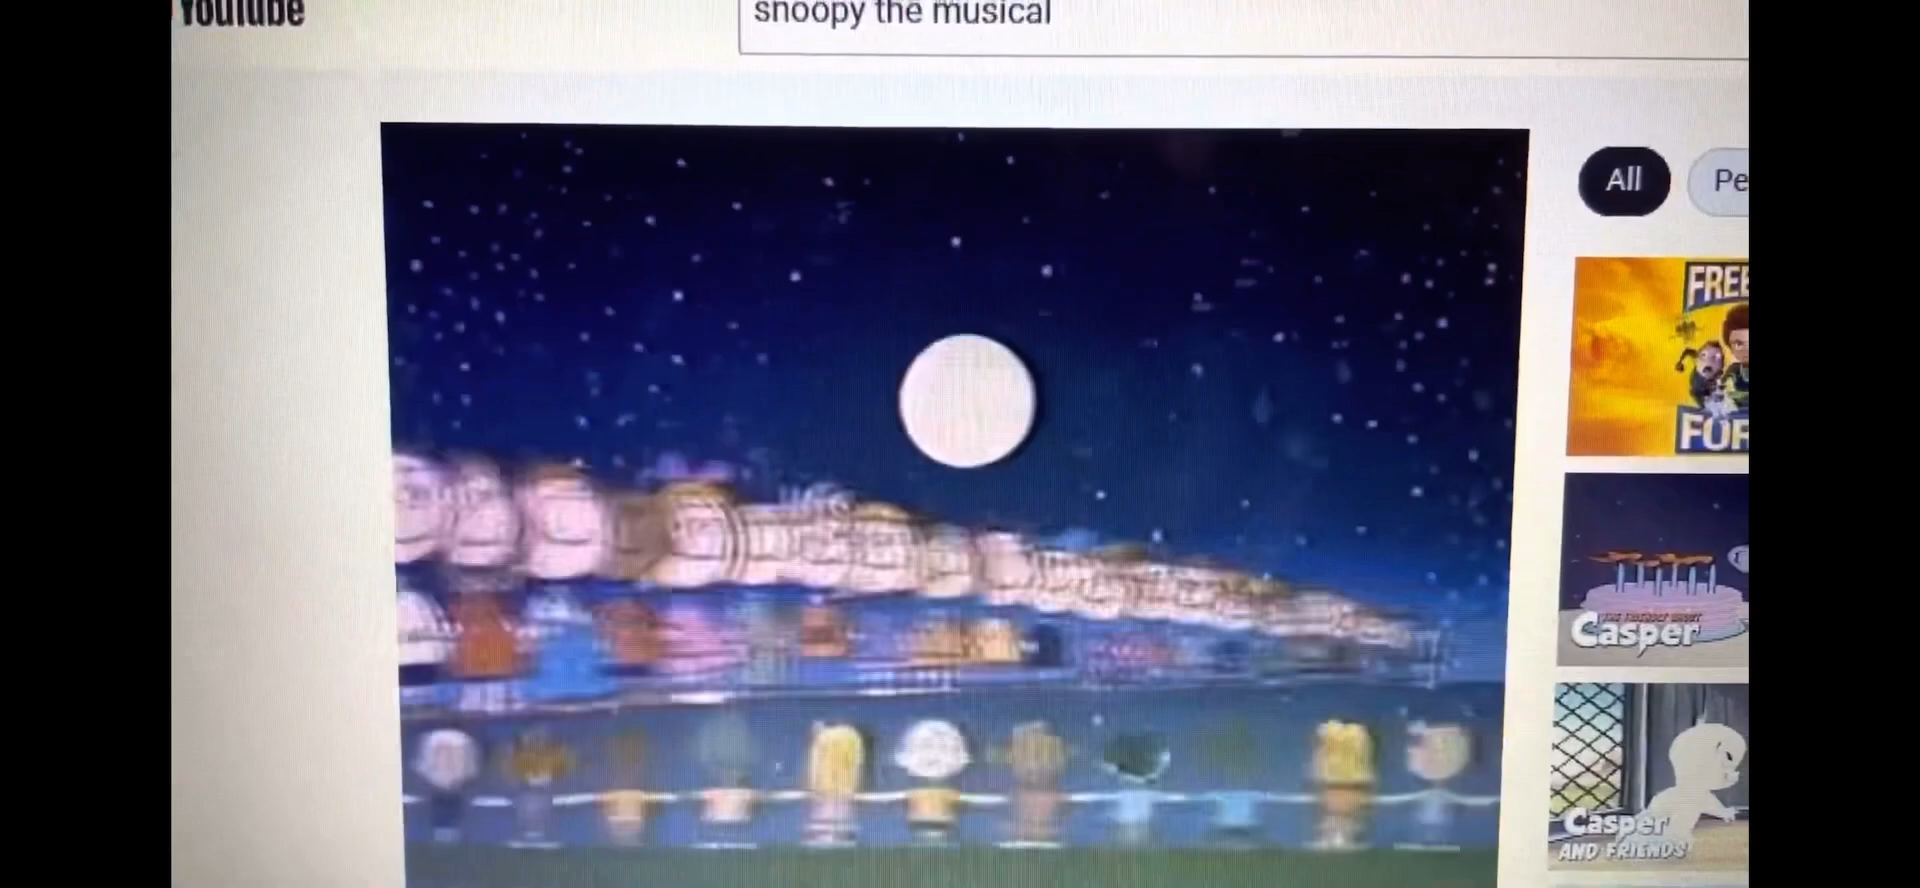 YouTube
snoopy the musical
All
Pe
FREE
FOR
Casper
Casper
AND FRIENDS